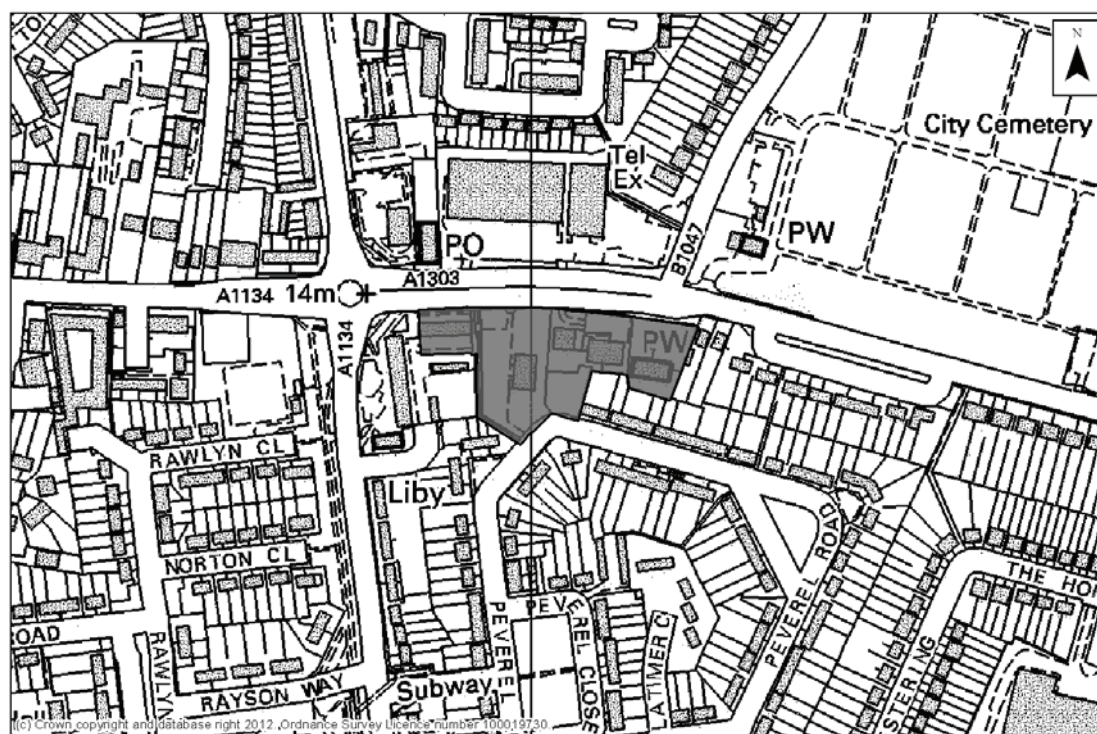 N
City Cemetery
Tel
Ex
PW
B1047
PO
A1303
A1134
14m
A1134
PW
RAWLYN CL
Liby
NORTON CL
PEVEREL ROAD
THE HO
ROAD
RAWLYN
PEVEREL
PEVEREL CLOSE
LATIMER C
STERLING
RAYSON WAY
Subway
(c) Crown copyright and database right 2012. Ordnance Survey Licence number 100019730.